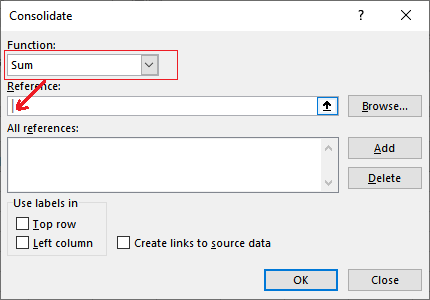 Consolidate ? ×
Function:
Sum
Reference:
Browse...
All references:
Add
Delete
Use labels in
Top row
Left column Create links to source data
OK Close